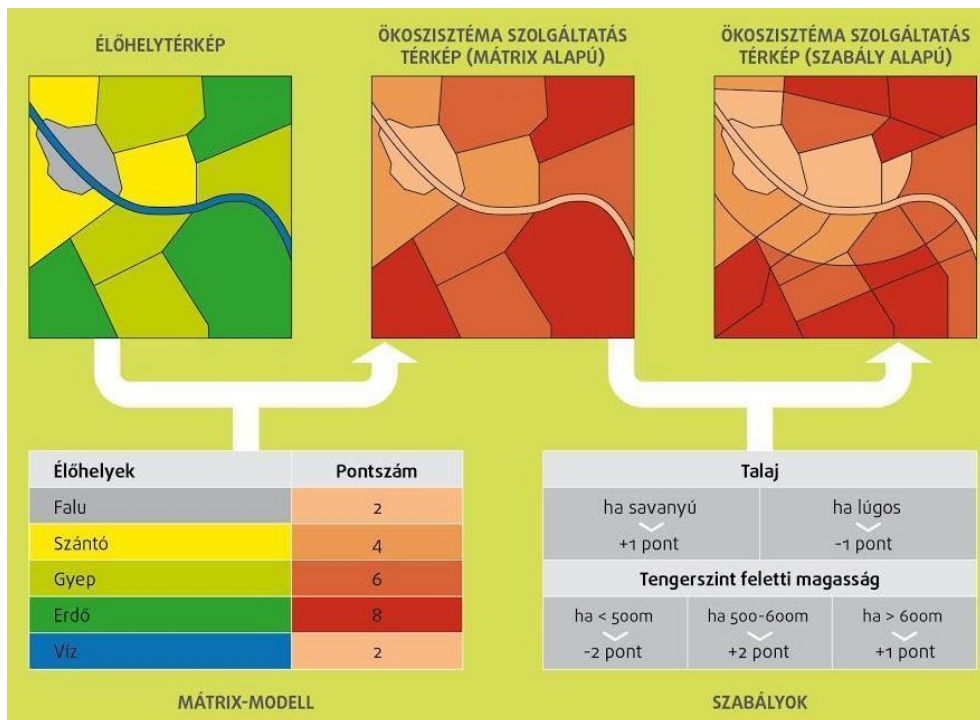 ÉLŐHELYTÉRKÉP
ÖKOSZISZTÉMA SZOLGÁLTATÁS
TÉRKÉP (MÁTRIX ALAPÚ)
ÖKOSZISZTÉMA SZOLGÁLTATÁS
TÉRKÉP (SZABÁLY ALAPÚ)
Élőhelyek Pontszám
Falu 2
Szántó 4
Gyep 6
Erdő 8
Víz 2
MÁTRIX-MODELL
Talaj
ha savanyú ha lúgos
+1 pont -1 pont
Tengerszint feletti magasság
ha < 500m ha 500-600m ha > 600m
-2 pont +2 pont +1 pont
SZABÁLYOK